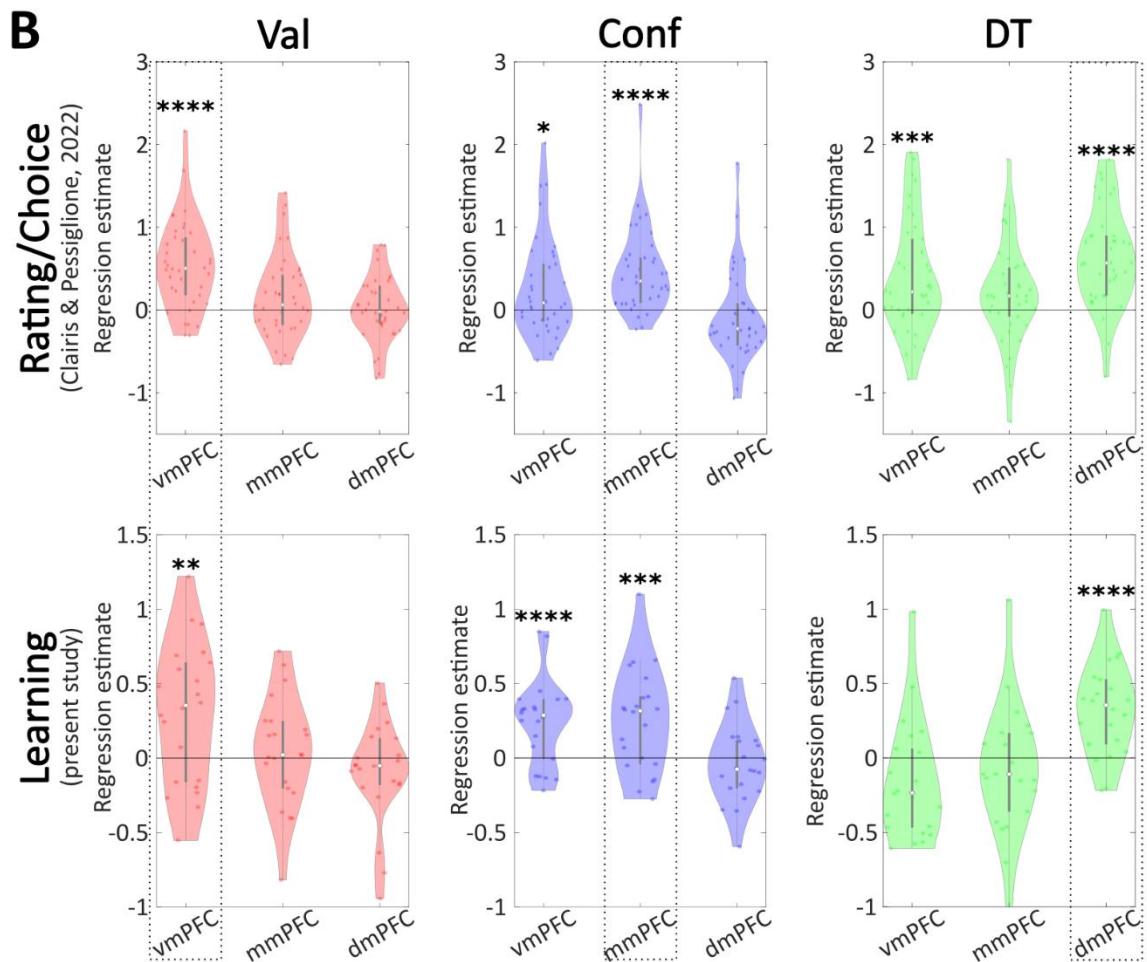 B
Val
Conf
DT
Rating/Choice
(Clairis & Pessiglione, 2022)
Regression estimate
3
2
1
0
-1
****
vmPFC
mmPFC
dmPFC
Regression estimate
3
2
1
0
-1
*
****
vmPFC
mmPFC
dmPFC
Regression estimate
3
2
1
0
-1
***
****
vmPFC
mmPFC
dmPFC
Learning
(present study)
Regression estimate
1.5
1
0.5
0
-0.5
-1
**
vmPFC
mmPFC
dmPFC
Regression estimate
1.5
1
0.5
0
-0.5
-1
****
***
vmPFC
mmPFC
dmPFC
Regression estimate
1.5
1
0.5
0
-0.5
-1
****
vmPFC
mmPFC
dmPFC